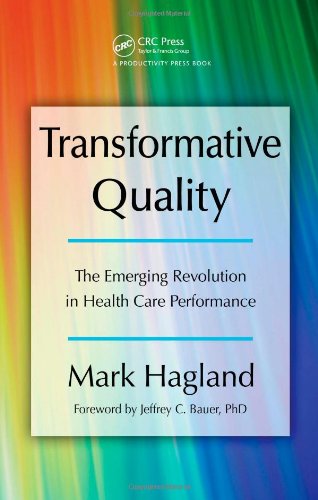 CRC
CRC Press
Taylor & Francis Group
A PRODUCTIVITY PRESS BOOK
Transformative
Quality
The Emerging Revolution
in Health Care Performance
Mark Hagland
Foreword by Jeffrey C. Bauer, PhD